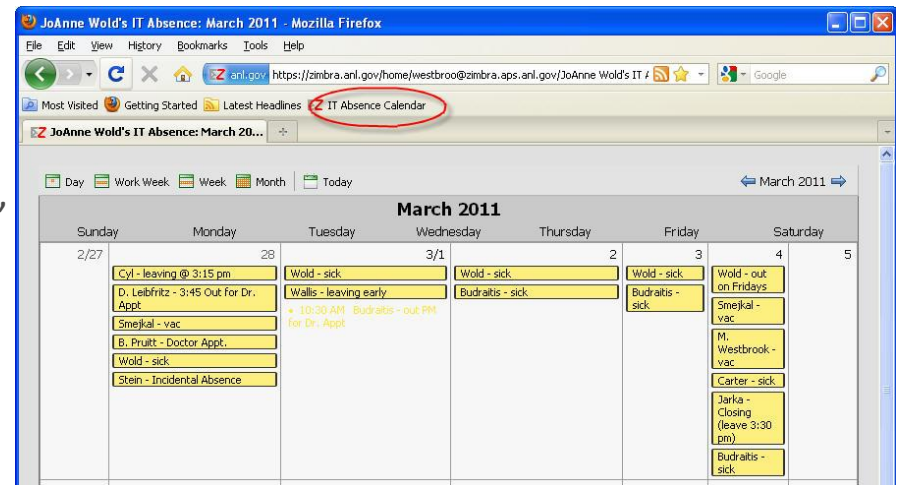 JoAnne Wold's IT Absence: March 2011 - Mozilla Firefox
File Edit View History Bookmarks Tools Help
anl.gov https://zimbra.anl.gov/home/westbroo@zimbra.aps.anl.gov/JoAnne Wold's IT A Google
Most Visited Getting Started Latest Headlines Z IT Absence Calendar
Z JoAnne Wold's IT Absence: March 20...
,
Day Work Week Week Month Today March 2011
March 2011
Sunday Monday Tuesday Wednesday Thursday Friday Saturday
2/27 28 3/1 2 3 4 5
Cyl - leaving @ 3:15 pm
D. Leibfritz - 3:45 Out for Dr.
Appt
Smejkal - vac
B. Pruitt - Doctor Appt.
Wold - sick
Stein - Incidental Absence
Wold - sick
Wallis - leaving early
• 10:30 AM Budraitis - out PM
for Dr. Appt
Wold - sick
Budraitis - sick
Wold - sick
Budraitis -
sick
Wold - out
on Fridays
Smejkal -
vac
M.
Westbrook -
vac
Carter - sick
Jarka -
Closing
(leave 3:30
pm)
Budraitis -
sick